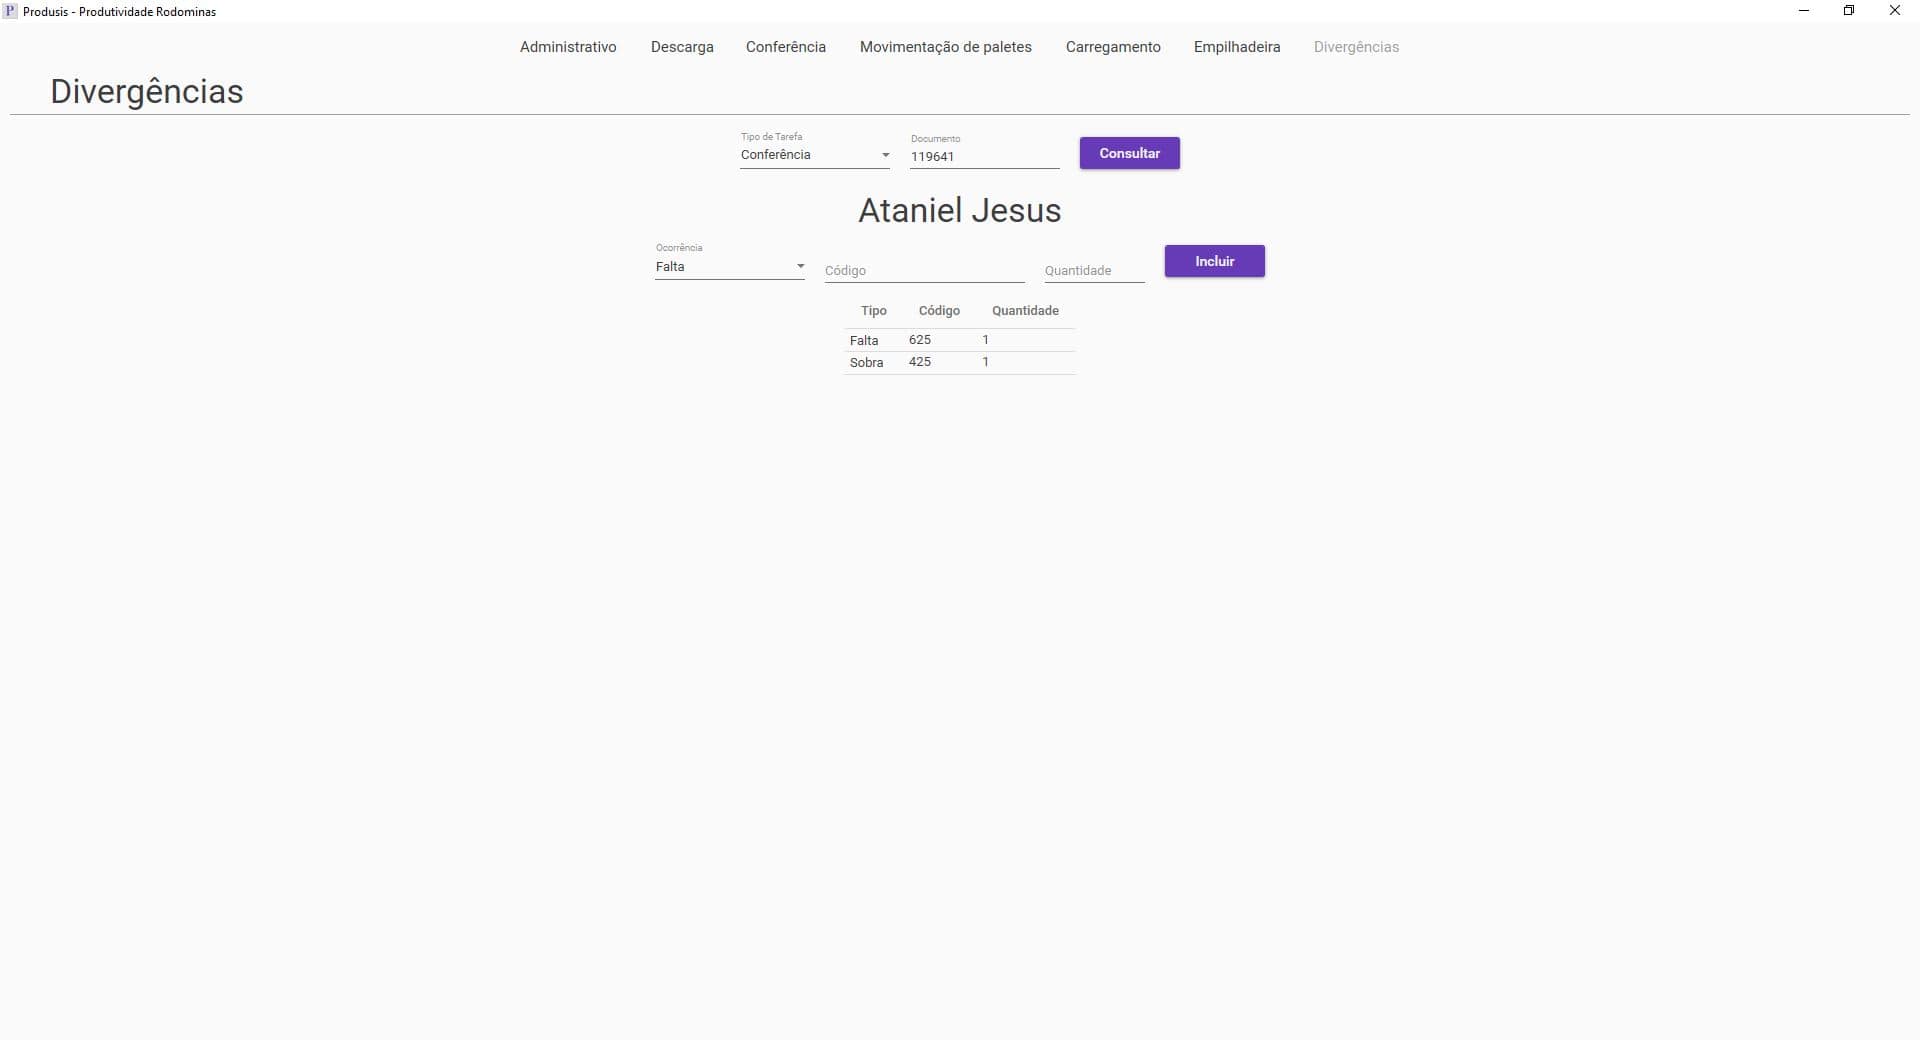 P Produsis - Produtividade Rodominas
Administrativo Descarga Conferência Movimentação de paletes Carregamento Empilhadeira Divergências
Divergências
Tipo de Tarefa Documento
Conferência 119641 Consultar
Ataniel Jesus
Ocorrência
Falta Código Quantidade Incluir
Tipo Código Quantidade
Falta 625 1
Sobra 425 1